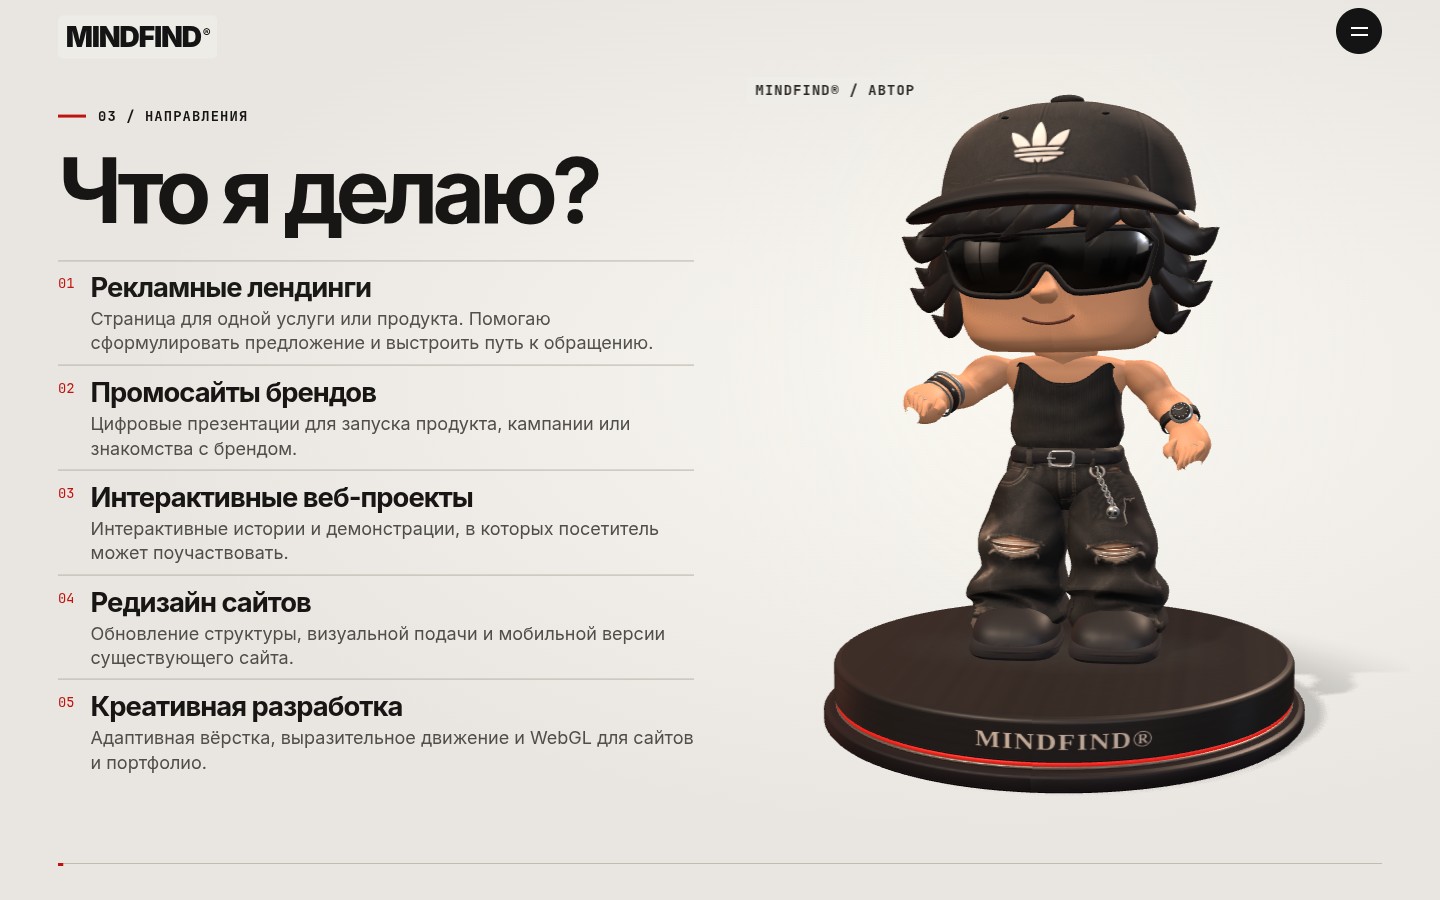 MINDFIND®
MINDFIND® / АВТОР
03 / НАПРАВЛЕНИЯ
Что я делаю?
01 Рекламные лендинги
Страница для одной услуги или продукта. Помогаю
сформулировать предложение и выстроить путь к обращению.
02 Промосайты брендов
Цифровые презентации для запуска продукта, кампании или
знакомства с брендом.
03 Интерактивные веб-проекты
Интерактивные истории и демонстрации, в которых посетитель
может поучаствовать.
04 Редизайн сайтов
Обновление структуры, визуальной подачи и мобильной версии
существующего сайта.
05 Креативная разработка
Адаптивная вёрстка, выразительное движение и WebGL для сайтов
и портфолио.
MINDFIND®